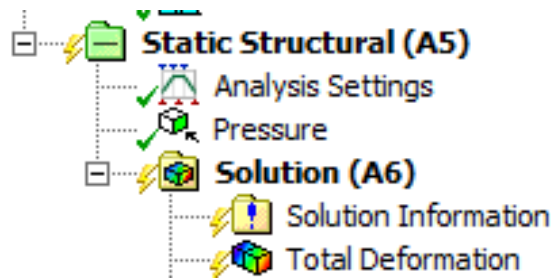 Static Structural (A5)
Analysis Settings
Pressure
Solution (A6)
Solution Information
Total Deformation